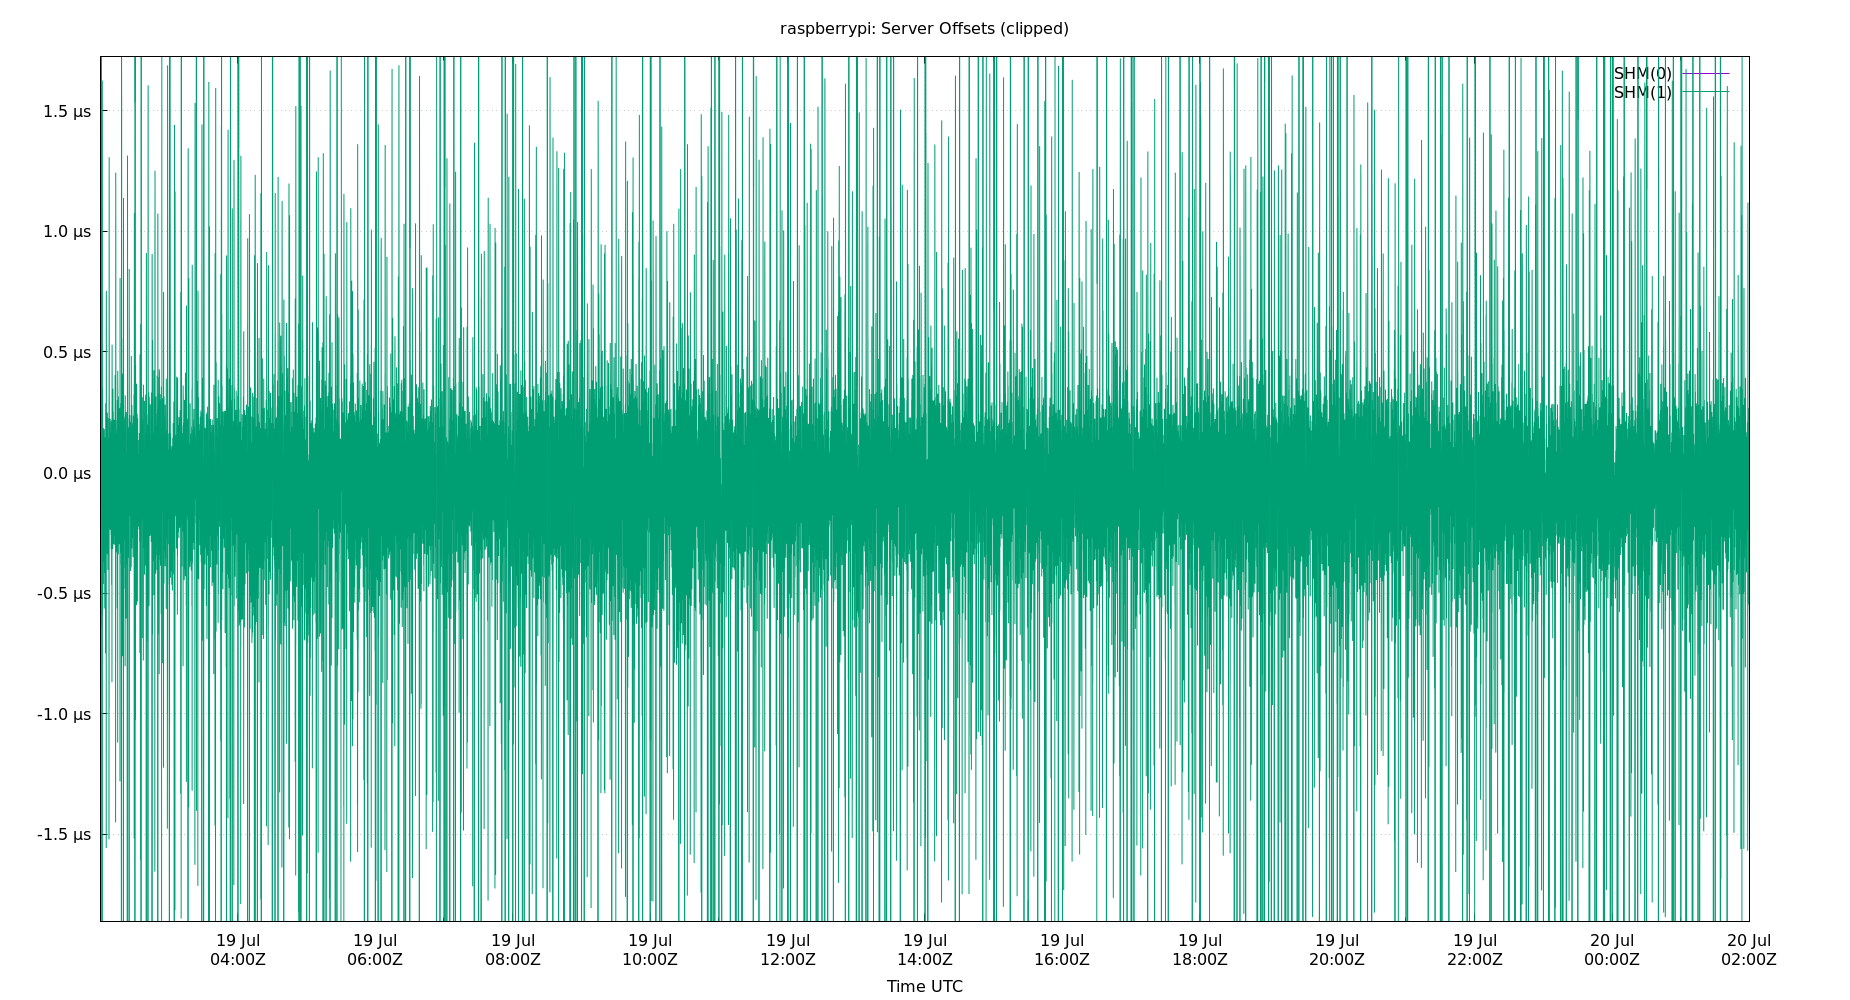 raspberrypi: Server Offsets (clipped)
SHM(0)
SHM(1)
1.5 µs
1.0 µs
0.5 µs
0.0 µs
-0.5 µs
-1.0 µs
-1.5 µs
19 Jul 19 Jul 19 Jul 19 Jul 19 Jul 19 Jul 19 Jul 19 Jul 19 Jul 19 Jul 20 Jul 20 Jul
04:00Z 06:00Z 08:00Z 10:00Z 12:00Z 14:00Z 16:00Z 18:00Z 20:00Z 22:00Z 00:00Z 02:00Z
Time UTC